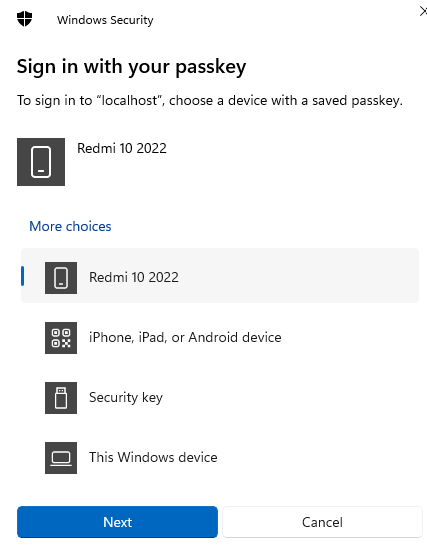 Windows Security
Sign in with your passkey
To sign in to “localhost”, choose a device with a saved passkey.
Redmi 10 2022
More choices
Redmi 10 2022
iPhone, iPad, or Android device
Security key
This Windows device
Next
Cancel